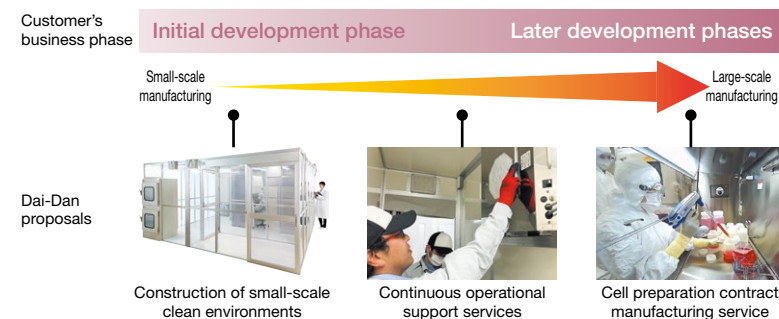 Customer's
business phase
Initial development phase
Later development phases
Small-scale
manufacturing
Large-scale
manufacturing
Dai-Dan
proposals
Construction of small-scale
clean environments
Continuous operational
support services
Cell preparation contract
manufacturing service